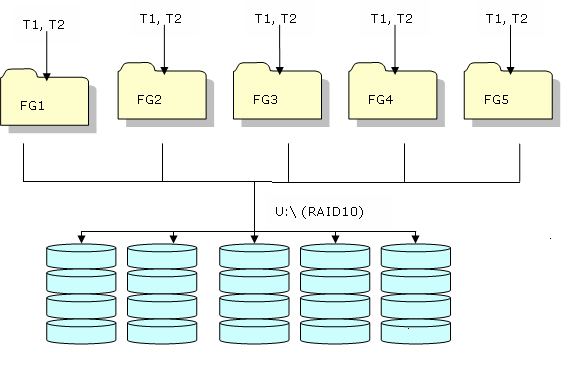 T1, T2
T1, T2
T1, T2
T1, T2
T1, T2
FG1
FG2
FG3
FG4
FG5
U:\ (RAID10)